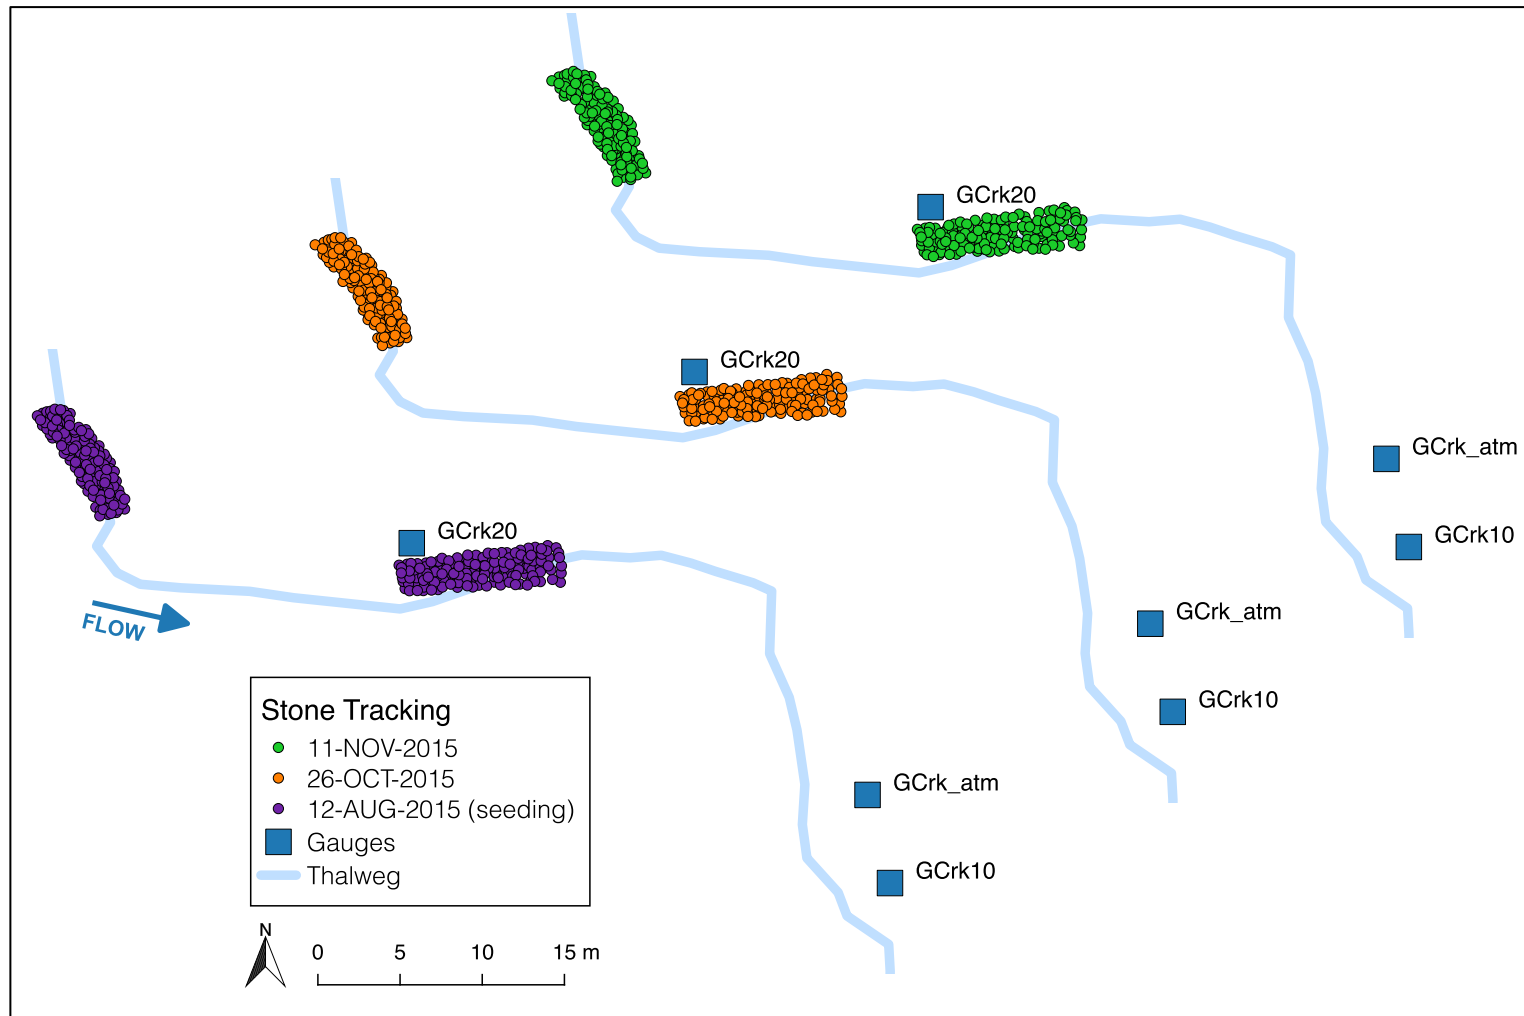 GCrk20
GCrk20
GCrk_atm
GCrk20
GCrk10
GCrk_atm
FLOW
GCrk10
Stone Tracking
11-NOV-2015
26-OCT-2015
12-AUG-2015 (seeding)
GCrk_atm
Gauges
Thalweg
GCrk10
N
0 5 10 15 m